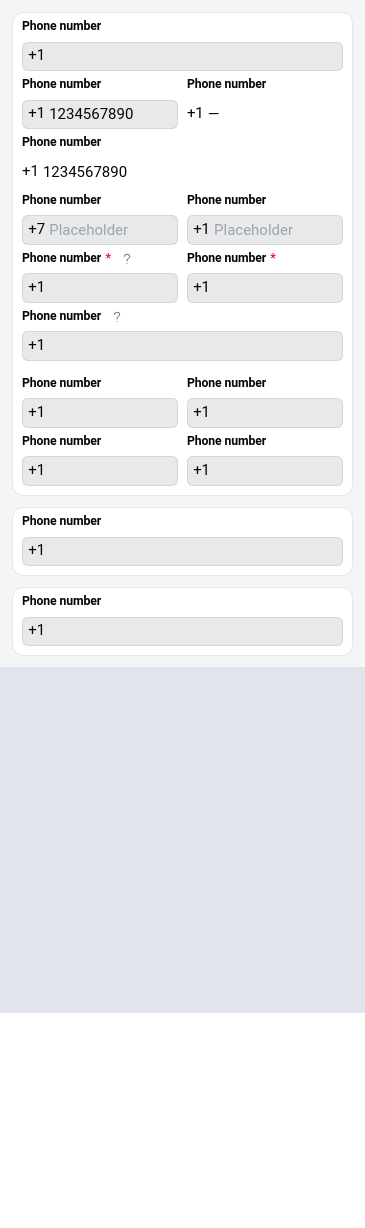 Phone number
+1
Phone number Phone number
+1 1234567890 +1 —
Phone number
+1 1234567890
Phone number Phone number
+7 Placeholder +1 Placeholder
Phone number * ? Phone number *
+1 +1
Phone number ?
+1
Phone number Phone number
+1 +1
Phone number Phone number
+1 +1
Phone number
+1
Phone number
+1